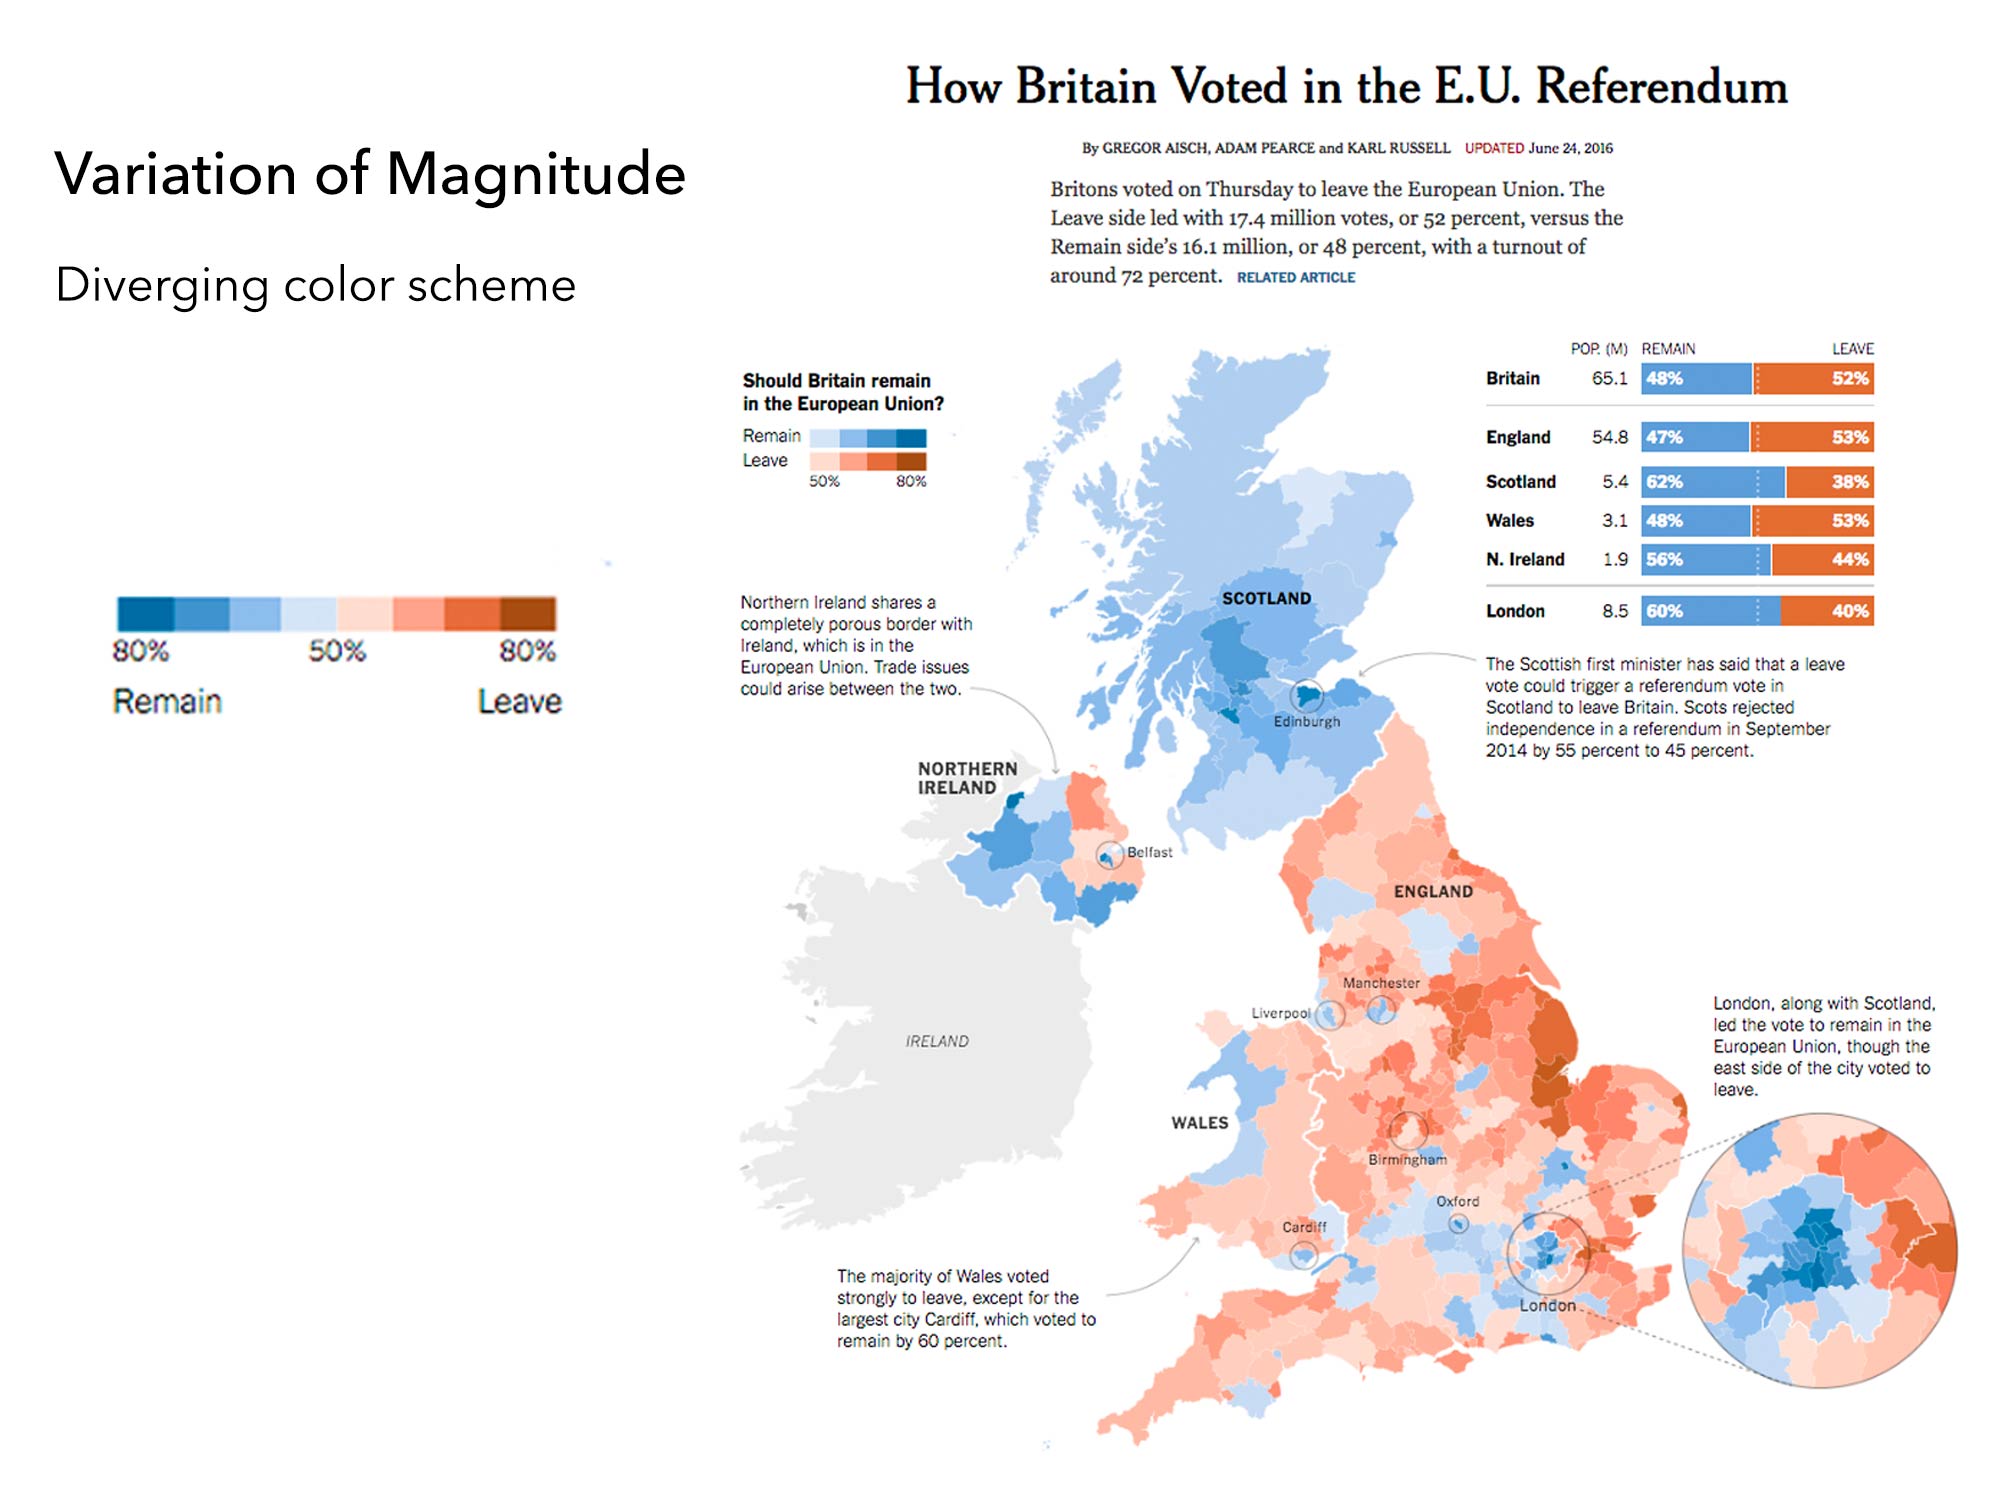 Variation of Magnitude
Diverging color scheme
80% 50% 80%
Remain Leave
How Britain Voted in the E.U. Referendum
By GREGOR AISCH, ADAM PEARCE and KARL RUSSELL UPDATED June 24, 2016
Britons voted on Thursday to leave the European Union. The
Leave side led with 17.4 million votes, or 52 percent, versus the
Remain side's 16.1 million, or 48 percent, with a turnout of
around 72 percent. RELATED ARTICLE
Should Britain remain
in the European Union?
Remain
Leave
50% 80%
POP. (M) REMAIN LEAVE
Britain 65.1 48% 52%
England 54.8 47% 53%
Scotland 5.4 62% 38%
Wales 3.1 48% 53%
N. Ireland 1.9 56% 44%
London 8.5 60% 40%
Northern Ireland shares a
completely porous border with
Ireland, which is in the
European Union. Trade issues
could arise between the two.
SCOTLAND
Edinburgh
The Scottish first minister has said that a leave
vote could trigger a referendum vote in
Scotland to leave Britain. Scots rejected
independence in a referendum in September
2014 by 55 percent to 45 percent.
NORTHERN
IRELAND
Belfast
ENGLAND
Manchester
Liverpool
IRELAND
WALES
Birmingham
Oxford
Cardiff
London
London, along with Scotland,
led the vote to remain in the
European Union, though the
east side of the city voted to
leave.
The majority of Wales voted
strongly to leave, except for the
largest city Cardiff, which voted to
remain by 60 percent.